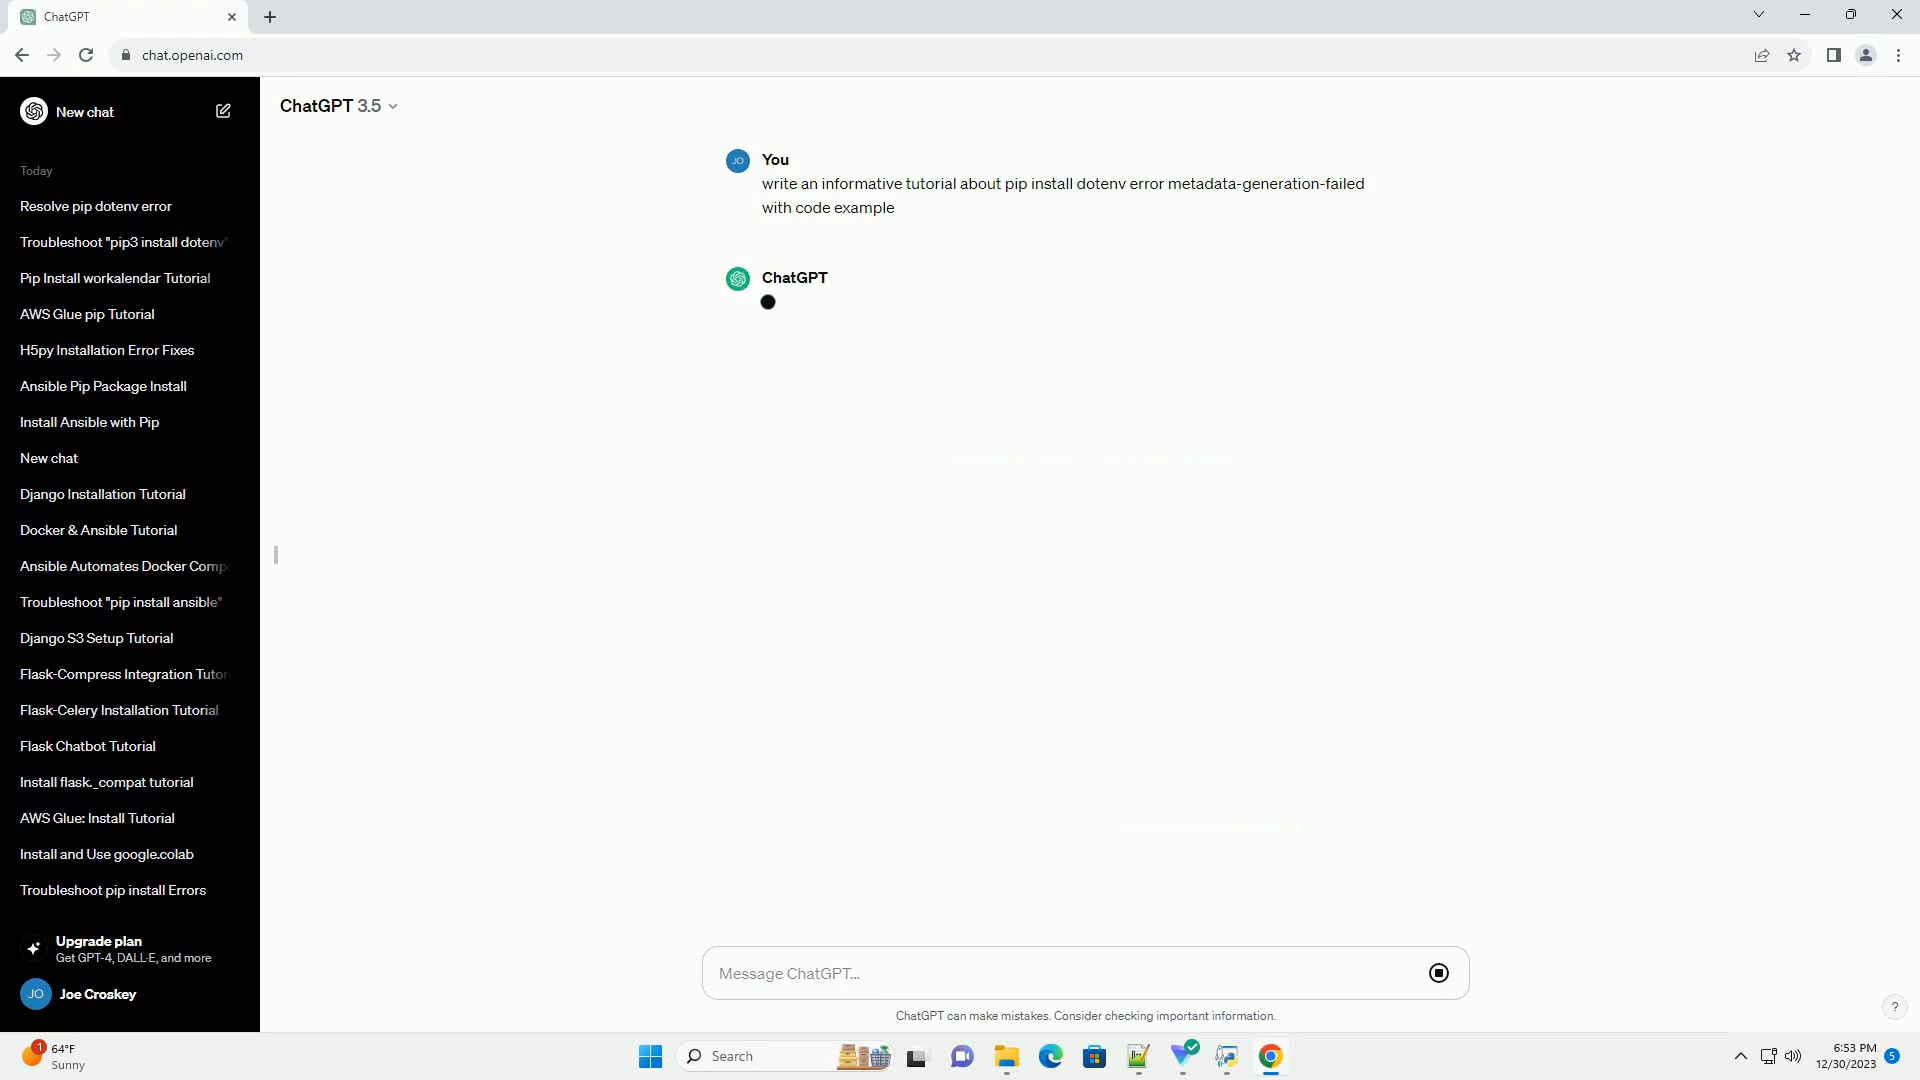 ChatGPT
chat.openai.com
New chat
Today
Resolve pip dotenv error
Troubleshoot "pip3 install dotenv"
Pip Install workalendar Tutorial
AWS Glue pip Tutorial
H5py Installation Error Fixes
Ansible Pip Package Install
Install Ansible with Pip
New chat
Django Installation Tutorial
Docker & Ansible Tutorial
Ansible Automates Docker Comp
Troubleshoot "pip install ansible"
Django S3 Setup Tutorial
Flask-Compress Integration Tutor
Flask-Celery Installation Tutorial
Flask Chatbot Tutorial
Install flask._compat tutorial
AWS Glue: Install Tutorial
Install and Use google.colab
Troubleshoot pip install Errors
Upgrade plan
Get GPT-4, DALL·E, and more
JO Joe Croskey
ChatGPT 3.5
JO You
write an informative tutorial about pip install dotenv error metadata-generation-failed
with code example
ChatGPT
Message ChatGPT...
ChatGPT can make mistakes. Consider checking important information.
?
1 64°F
Sunny
Search
6:53 PM
12/30/2023 5